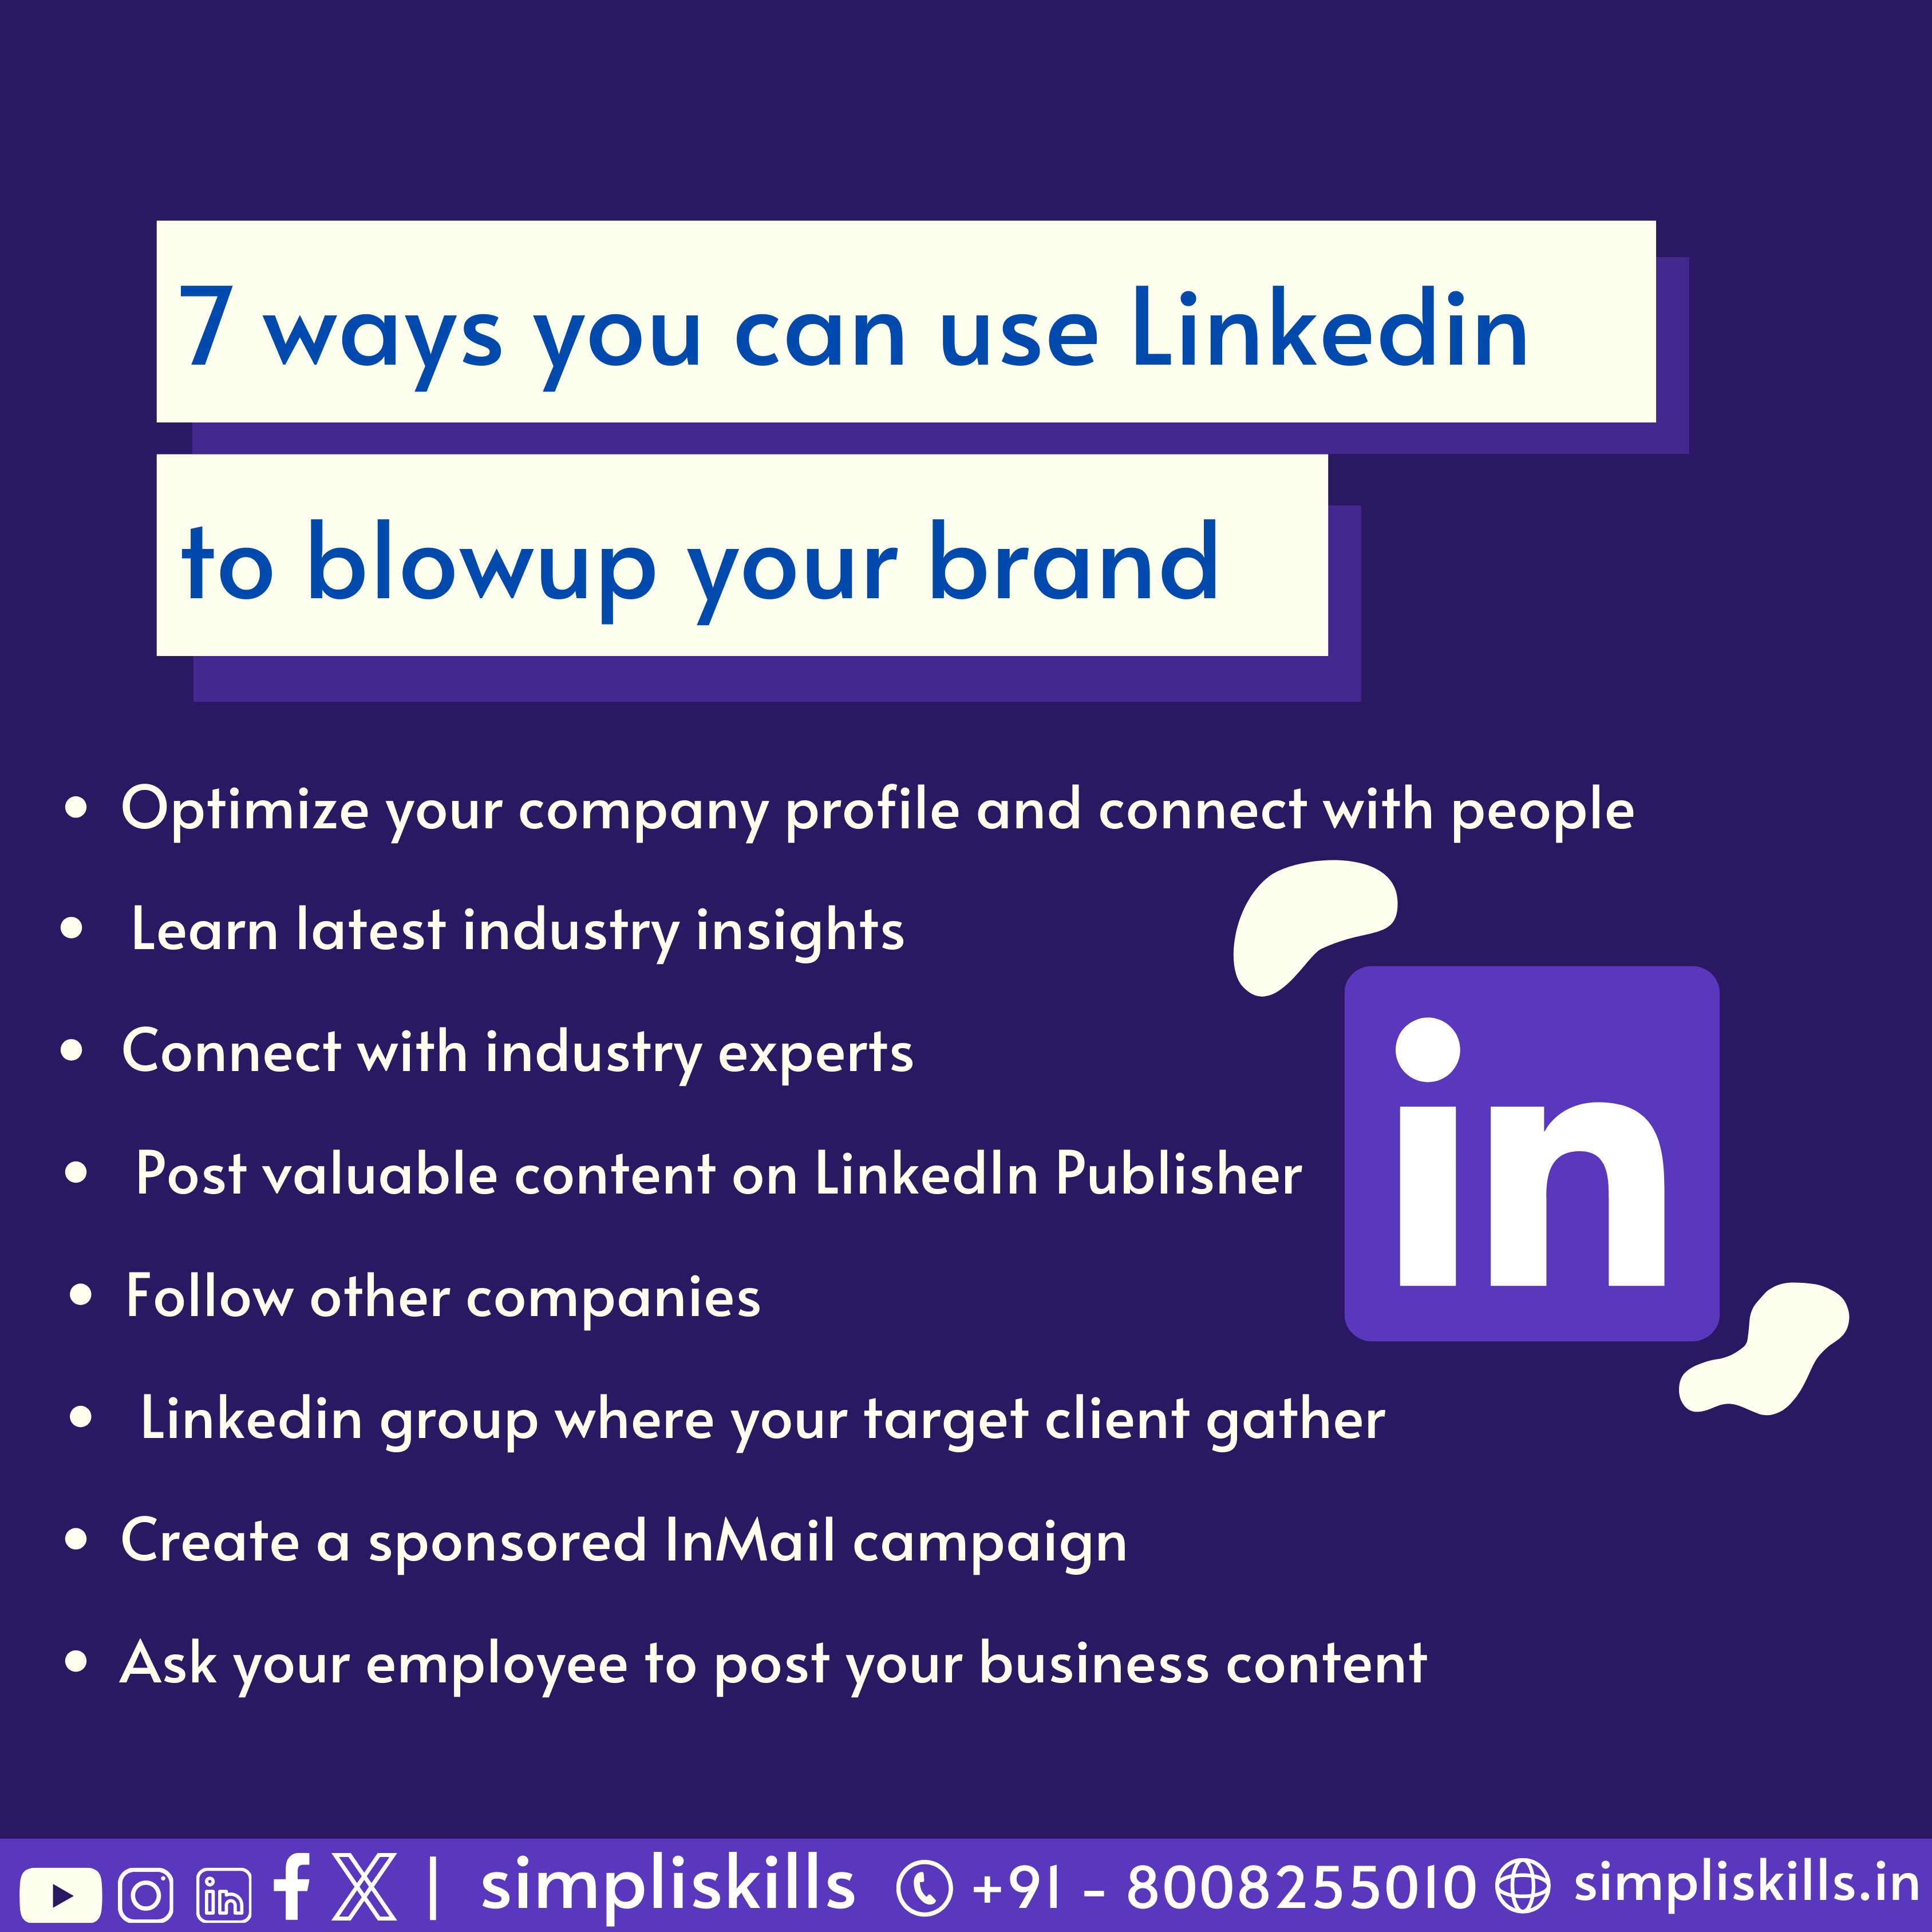 7 ways you can use Linkedin
to blowup your brand
• Optimize your company profile and connect with people
• Learn latest industry insights
• Connect with industry experts
• Post valuable content on LinkedIn Publisher
• Follow other companies
• Linkedin group where your target client gather
• Create a sponsored InMail campaign
• Ask your employee to post your business content
in
| simpliskills +91 - 8008255010 simpliskills.in